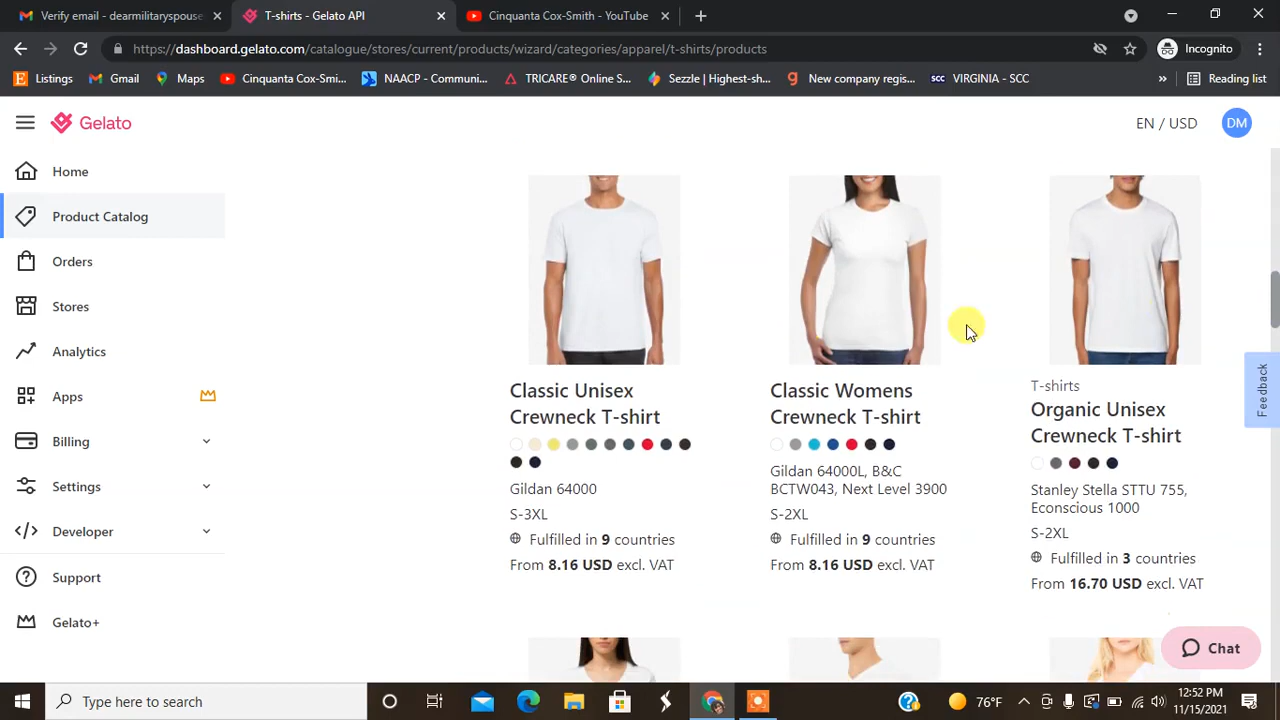 Verify email - dearmilitaryspouse
T-shirts - Gelato API
Cinquanta Cox-Smith - YouTube
https://dashboard.gelato.com/catalogue/stores/current/products/wizard/categories/apparel/t-shirts/products
Incognito
Listings
Gmail
Maps
Cinquanta Cox-Smi...
NAACP - Communi...
TRICARE® Online S...
Sezzle | Highest-sh...
New company regis...
SCC VIRGINIA - SCC
Reading list
Gelato
EN / USD
DM
Home
Product Catalog
Orders
Stores
Analytics
Apps
Billing
Settings
Developer
Support
Gelato+
Classic Unisex
Crewneck T-shirt
Gildan 64000
S-3XL
Fulfilled in 9 countries
From 8.16 USD excl. VAT
Classic Womens
Crewneck T-shirt
Gildan 64000L, B&C
BCTW043, Next Level 3900
S-2XL
Fulfilled in 9 countries
From 8.16 USD excl. VAT
T-shirts
Organic Unisex
Crewneck T-shirt
Stanley Stella STTU 755,
Econscious 1000
S-2XL
Fulfilled in 3 countries
From 16.70 USD excl. VAT
Feedback
Chat
Type here to search
76°F
12:52 PM
11/15/2021